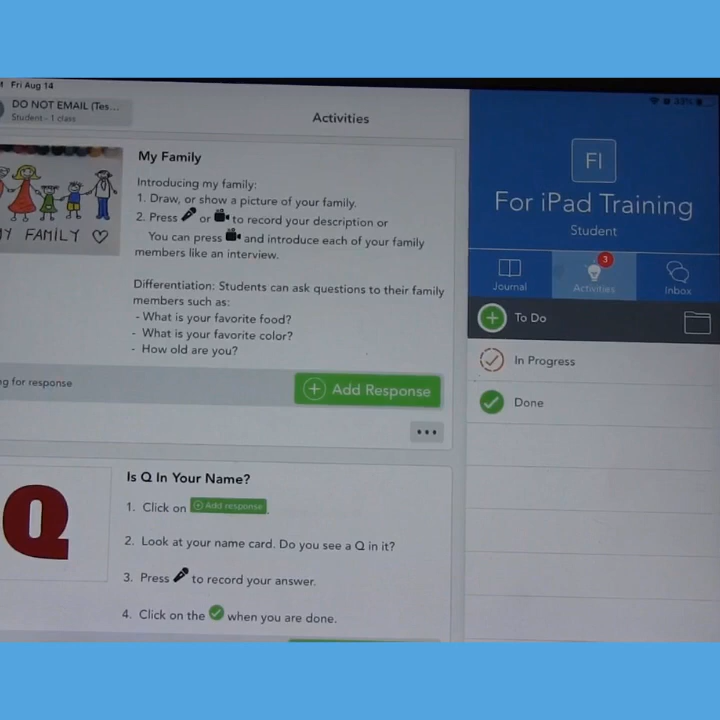 Fri Aug 14
33%
DO NOT EMAIL (Tes...
Student - 1 class
Activities
MY FAMILY
My Family
Introducing my family:
1. Draw, or show a picture of your family.
2. Press or to record your description or
You can press and introduce each of your family
members like an interview.
Differentiation: Students can ask questions to their family
members such as:
- What is your favorite food?
- What is your favorite color?
- How old are you?
for response
Add Response
Q
Is Q In Your Name?
1. Click on Add response
2. Look at your name card. Do you see a Q in it?
3. Press to record your answer.
4. Click on the when you are done.
FI
For iPad Training
Student
Journal
3
Activities
Inbox
To Do
In Progress
Done